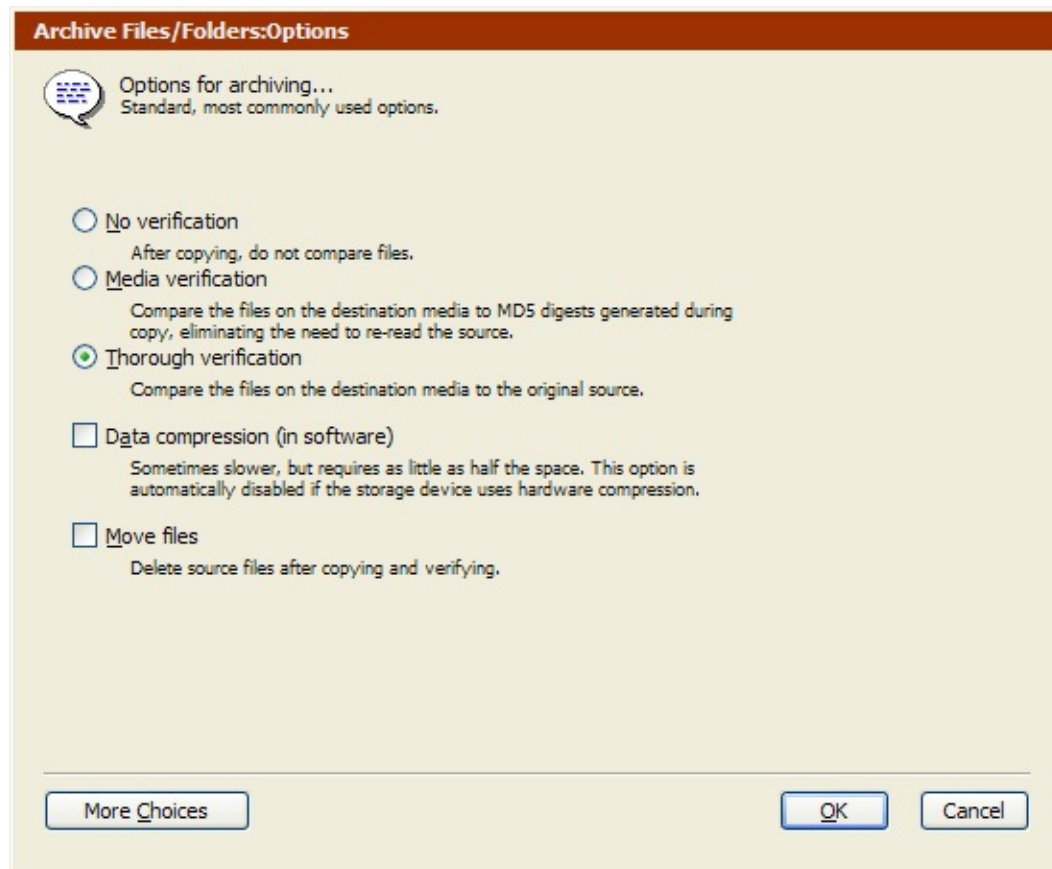 Archive Files/Folders:Options
Options for archiving...
Standard, most commonly used options.
No verification
After copying, do not compare files.
Media verification
Compare the files on the destination media to MD5 digests generated during
copy, eliminating the need to re-read the source.
Thorough verification
Compare the files on the destination media to the original source.
Data compression (in software)
Sometimes slower, but requires as little as half the space. This option is
automatically disabled if the storage device uses hardware compression.
Move files
Delete source files after copying and verifying.
More Choices
OK
Cancel